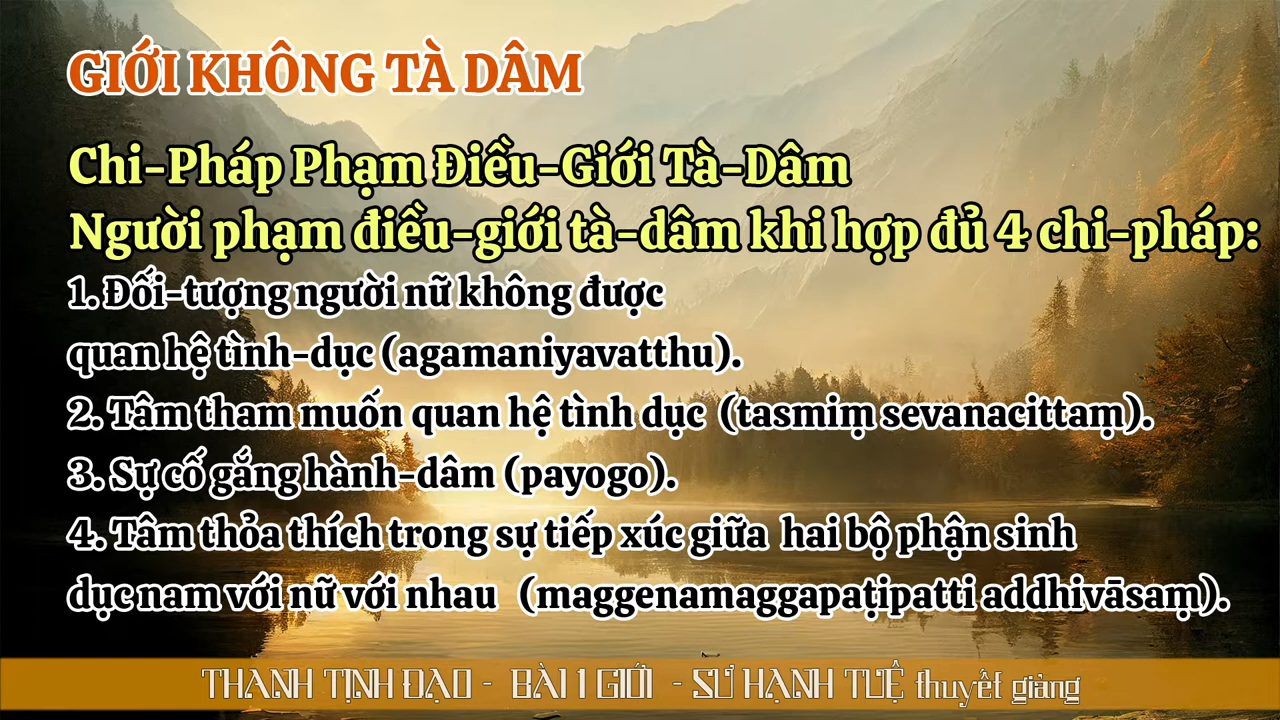 GIỚI KHÔNG TÀ DÂM
Chi-Pháp Phạm Điều-Giới Tà-Dâm
Người phạm điều-giới tà-dâm khi hợp đủ 4 chi-pháp:
1. Đối-tượng người nữ không được
quan hệ tình-dục (agamaniyavatthu).
2. Tâm tham muốn quan hệ tình dục (tasmiṃ sevanacittaṃ).
3. Sự cố gắng hành-dâm (payogo).
4. Tâm thỏa thích trong sự tiếp xúc giữa hai bộ phận sinh
dục nam với nữ với nhau (maggenamaggapaṭipatti addhivāsaṃ).
THANH TỊNH ĐẠO - BÀI 1 GIỚI - SƯ HẠNH TUỆ thuyết giàng